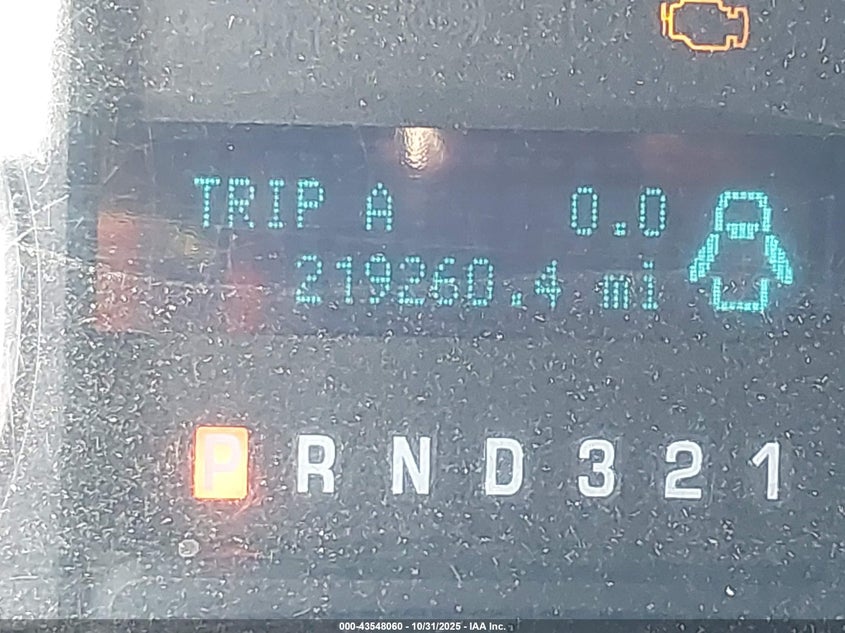 TRIP A 0.0
219260.4 mi
P R N D 3 2 1
000-43548060 - 10/31/2025 - IAA Inc.